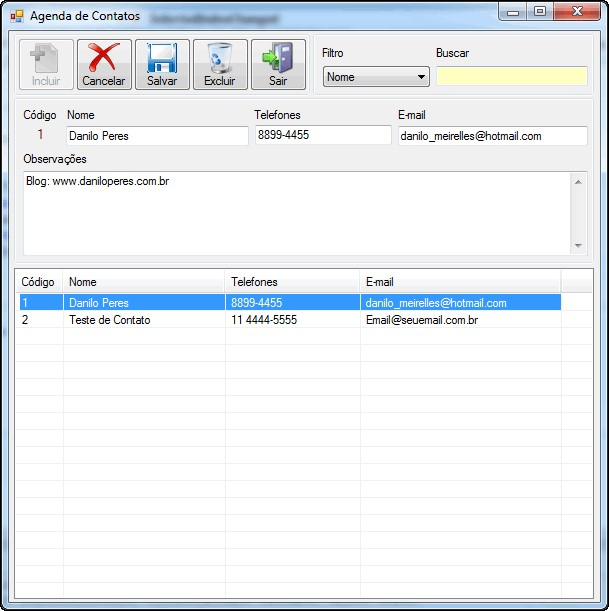 Agenda de Contatos
Incluir Cancelar Salvar Excluir Sair
Filtro Buscar
Nome
Código Nome Telefones E-mail
1 Danilo Peres 8899-4455 danilo_meirelles@hotmail.com
Observações
Blog: www.daniloperes.com.br
Código Nome Telefones E-mail
1 Danilo Peres 8899-4455 danilo_meirelles@hotmail.com
2 Teste de Contato 11 4444-5555 Email@seuemail.com.br